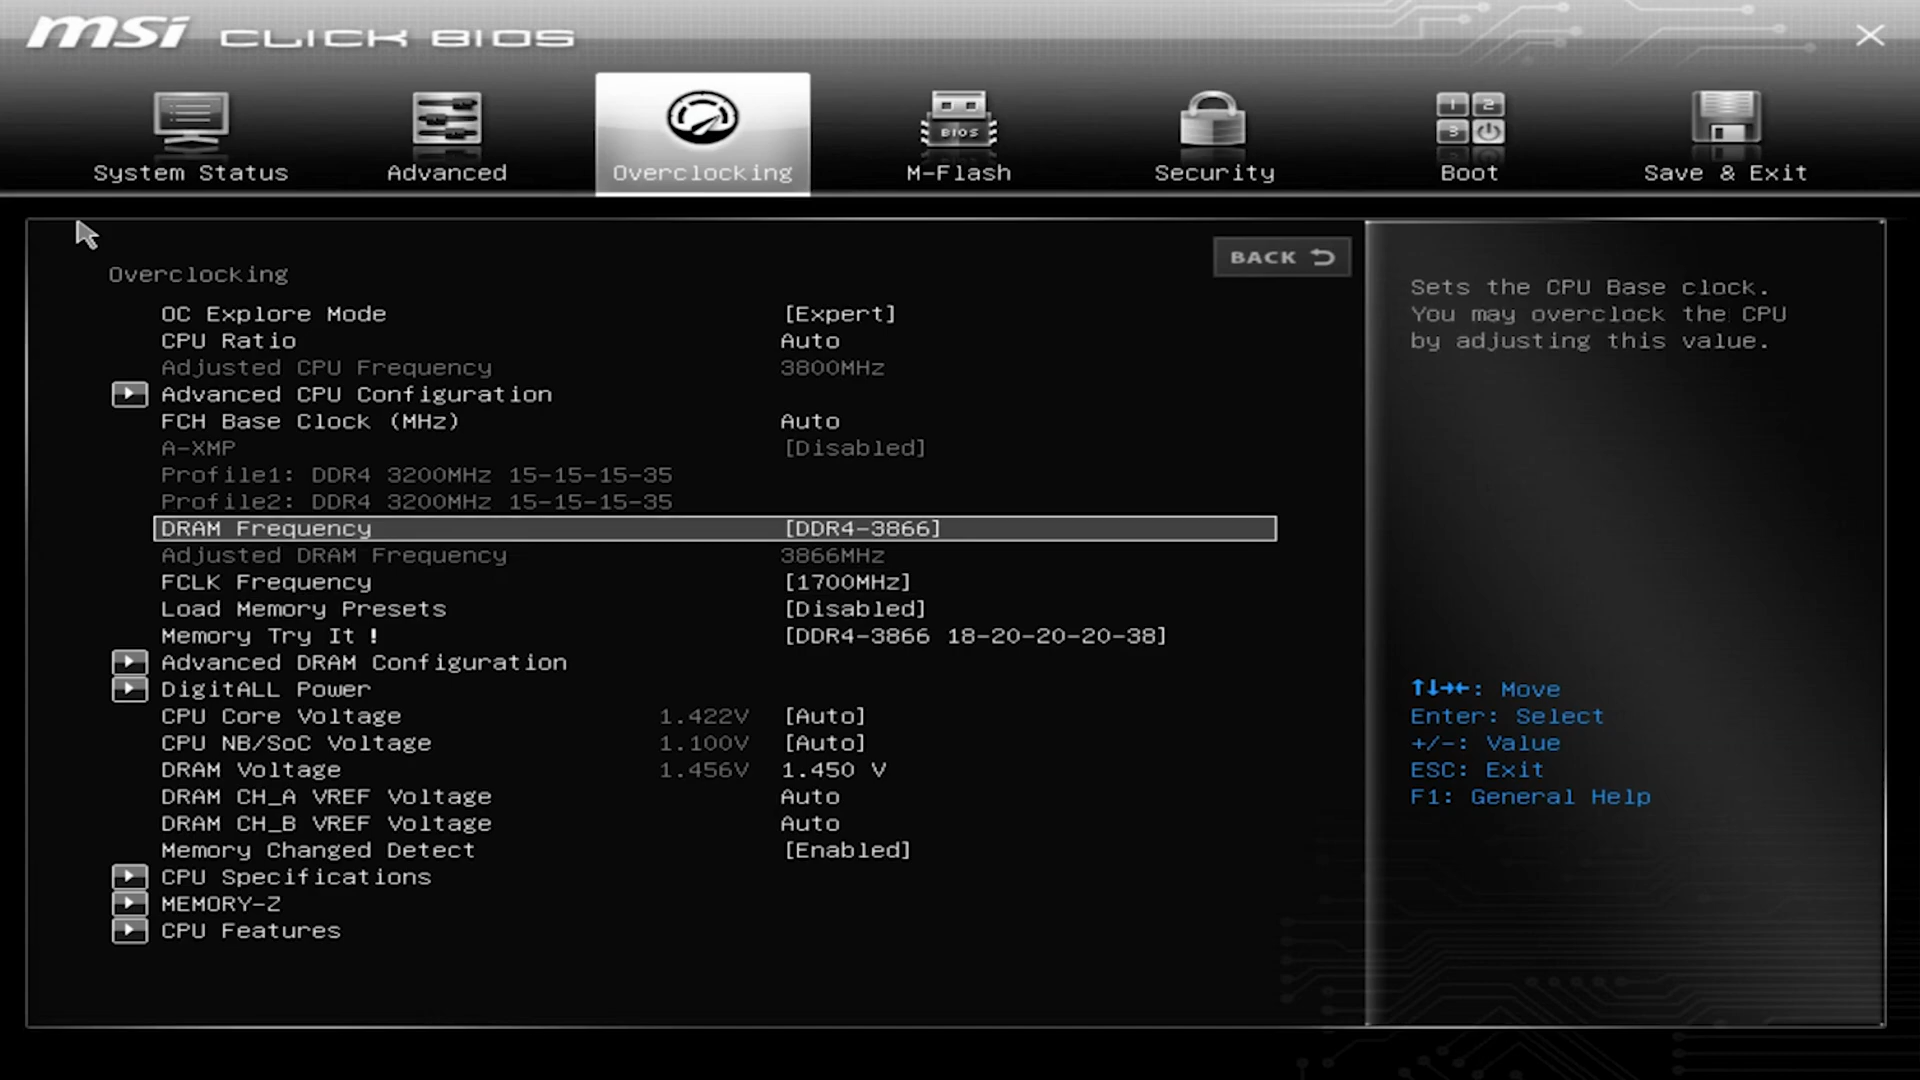 msi CLICK BIOS
System Status
Advanced
Overclocking
BIOS
M-Flash
Security
1 2
3
Boot
Save & Exit
BACK
Overclocking
OC Explore Mode [Expert]
CPU Ratio Auto
Adjusted CPU Frequency 3800MHz
Advanced CPU Configuration
FCH Base Clock (MHz) Auto
A-XMP [Disabled]
Profile1: DDR4 3200MHz 15-15-15-35
Profile2: DDR4 3200MHz 15-15-15-35
DRAM Frequency [DDR4-3866]
Adjusted DRAM Frequency 3866MHz
FCLK Frequency [1700MHz]
Load Memory Presets [Disabled]
Memory Try It ! [DDR4-3866 18-20-20-20-38]
Advanced DRAM Configuration
DigitALL Power
CPU Core Voltage 1.422V [Auto]
CPU NB/SoC Voltage 1.100V [Auto]
DRAM Voltage 1.456V 1.450 V
DRAM CH_A VREF Voltage Auto
DRAM CH_B VREF Voltage Auto
Memory Changed Detect [Enabled]
CPU Specifications
MEMORY-Z
CPU Features
Sets the CPU Base clock.
You may overclock the CPU
by adjusting this value.
↑↓→←: Move
Enter: Select
+/-: Value
ESC: Exit
F1: General Help